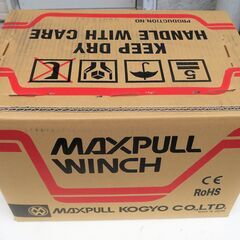 PRODUCTION NO.
HANDLE WITH CARE
KEEP DRY
5
MAXPULL
WINCH
CE
RoHS
MAXPULL KOGYO CO.LTD.